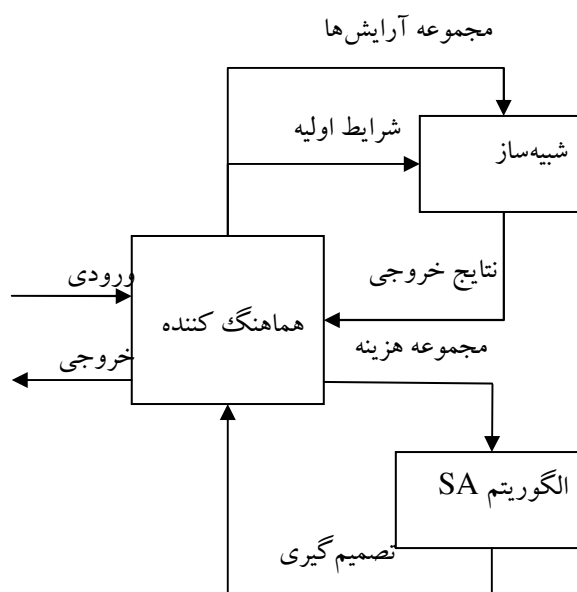 مجموعه آرایش‌ها
شرایط اولیه
شبیه‌ساز
نتایج خروجی
ورودی
هماهنگ کننده
خروجی
مجموعه هزینه
الگوریتم SA
تصمیم‌گیری